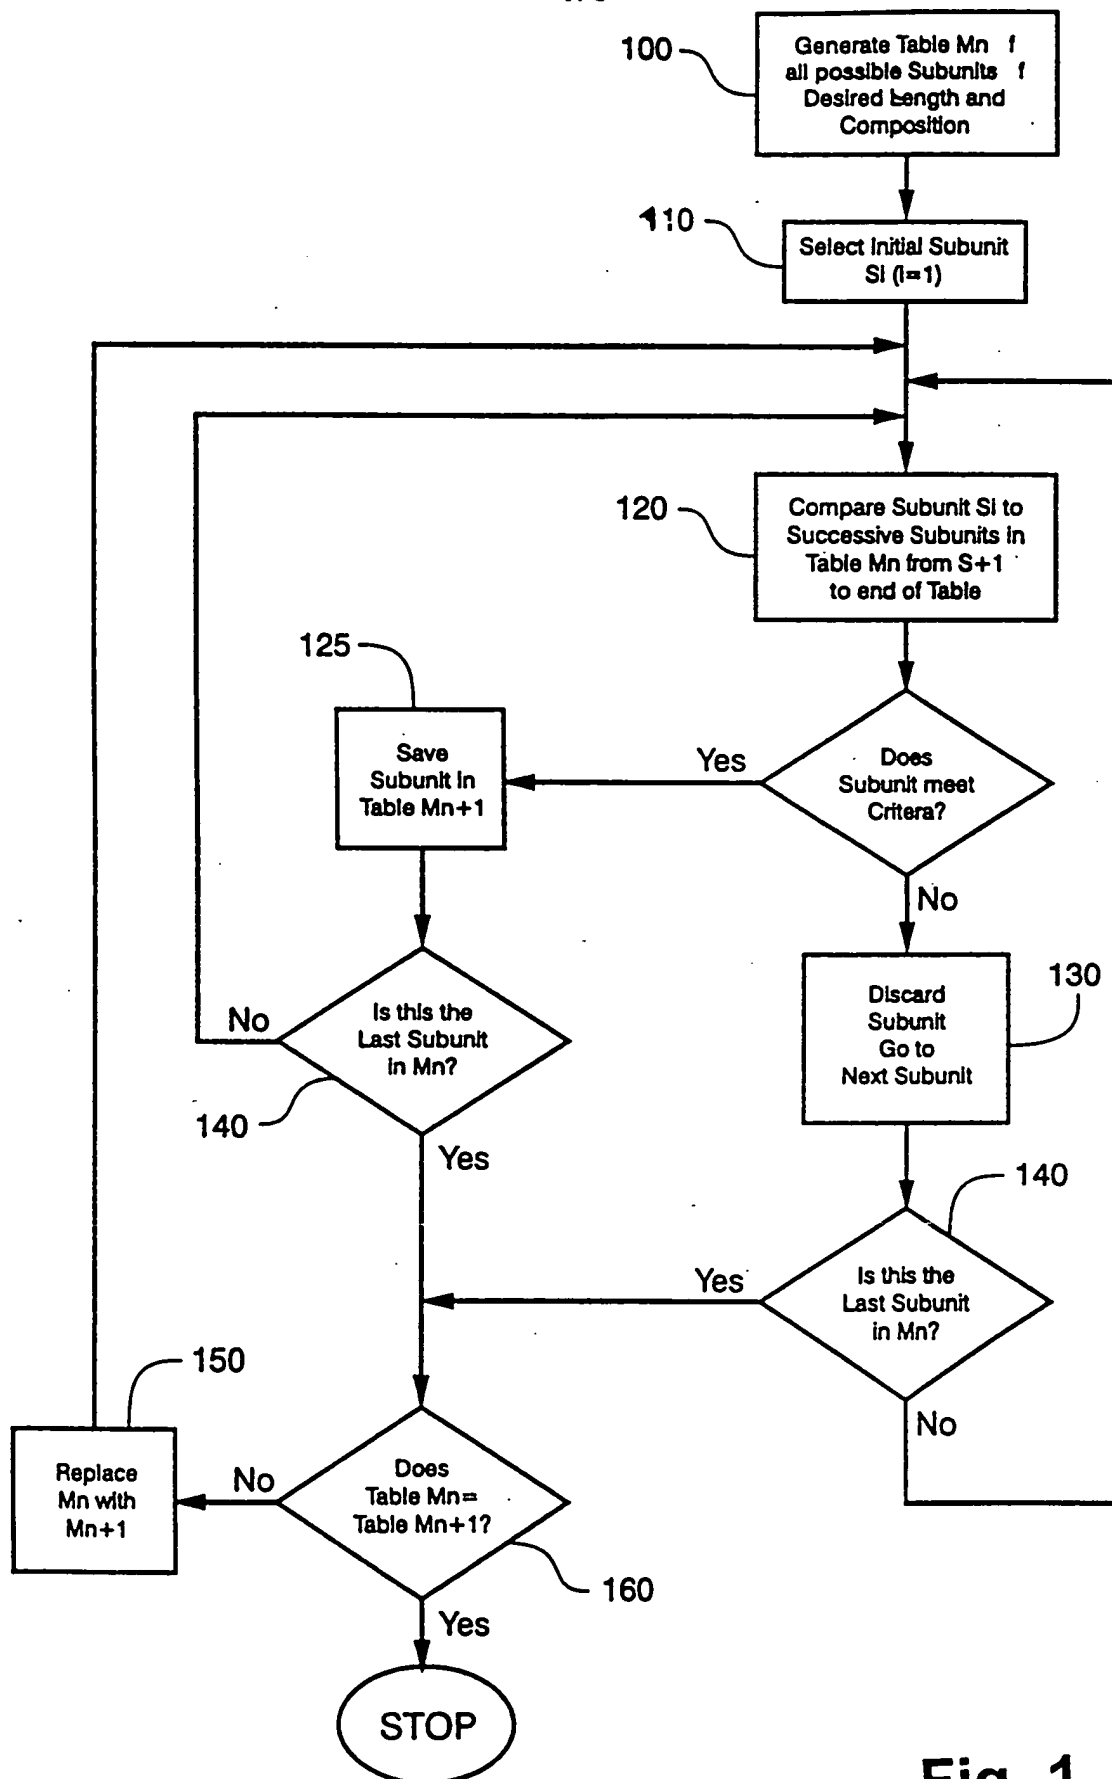 100
Generate Table Mn f
all possible Subunits f
Desired Length and
Composition
110
Select Initial Subunit
Si (i=1)
120
Compare Subunit Si to
Successive Subunits in
Table Mn from S+1
to end of Table
125
Save
Subunit in
Table Mn+1
Yes
Does
Subunit meet
Critera?
No
Discard
Subunit
Go to
Next Subunit
130
No
Is this the
Last Subunit
in Mn?
140
Yes
140
Yes
Is this the
Last Subunit
in Mn?
No
150
Replace
Mn with
Mn+1
No
Does
Table Mn=
Table Mn+1?
160
Yes
STOP
Fig. 1